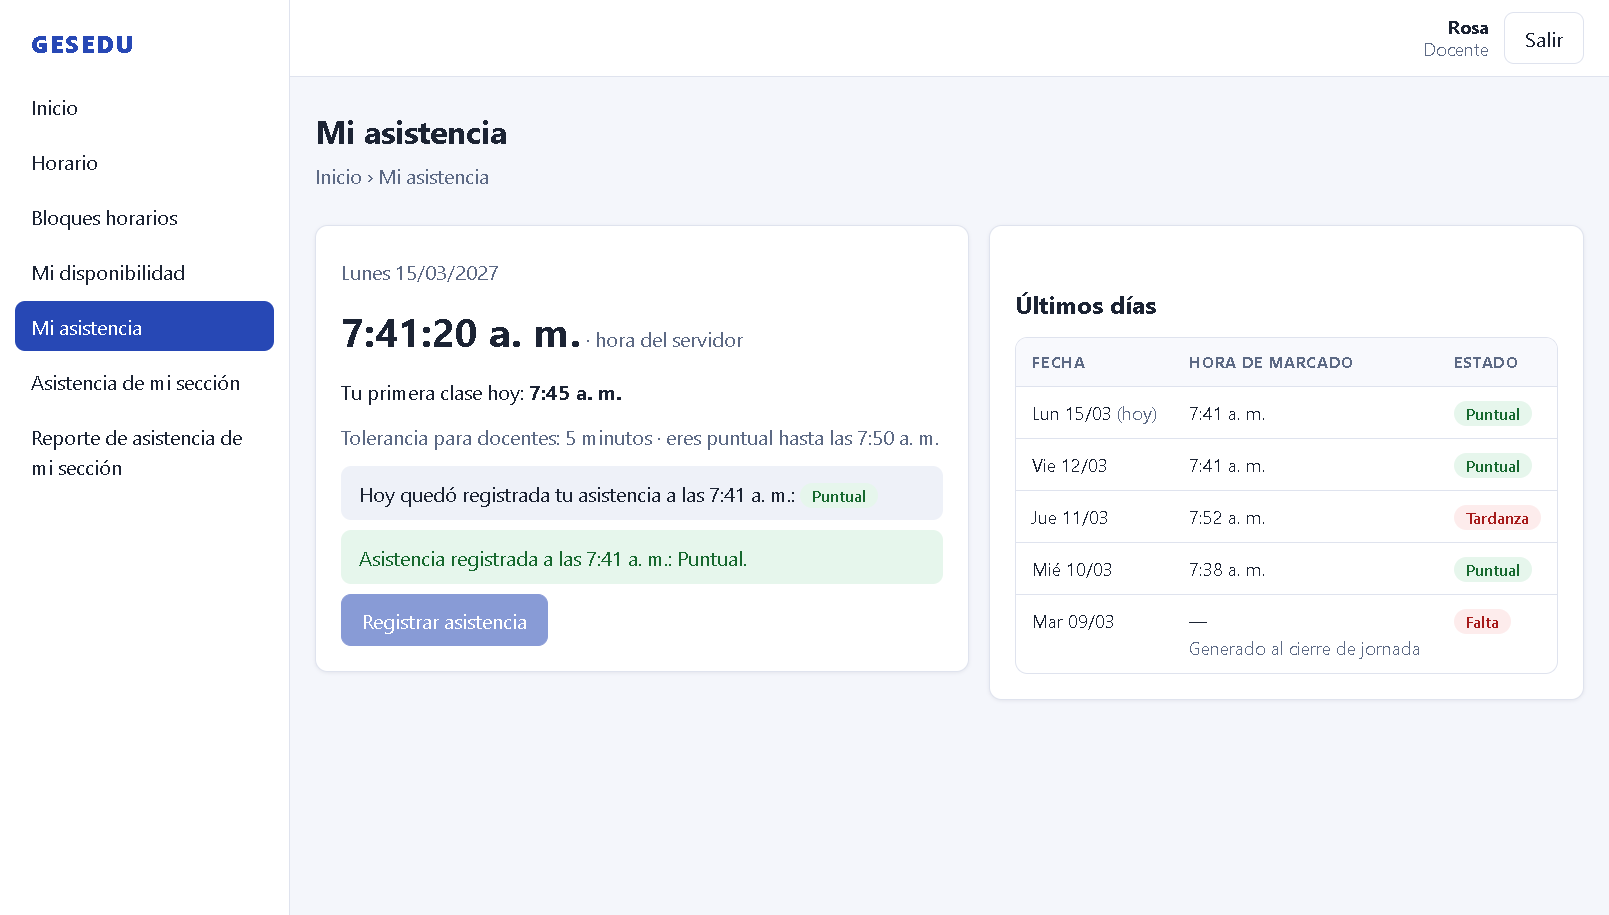 GESEDU
Inicio
Horario
Bloques horarios
Mi disponibilidad
Mi asistencia
Asistencia de mi sección
Reporte de asistencia de
mi sección
Rosa
Docente
Salir
Mi asistencia
Inicio › Mi asistencia
Lunes 15/03/2027
7:41:20 a. m. · hora del servidor
Tu primera clase hoy: 7:45 a. m.
Tolerancia para docentes: 5 minutos · eres puntual hasta las 7:50 a. m.
Hoy quedó registrada tu asistencia a las 7:41 a. m.: Puntual
Asistencia registrada a las 7:41 a. m.: Puntual.
Registrar asistencia
Últimos días
FECHA HORA DE MARCADO ESTADO
Lun 15/03 (hoy) 7:41 a. m. Puntual
Vie 12/03 7:41 a. m. Puntual
Jue 11/03 7:52 a. m. Tardanza
Mié 10/03 7:38 a. m. Puntual
Mar 09/03 — Falta
Generado al cierre de jornada